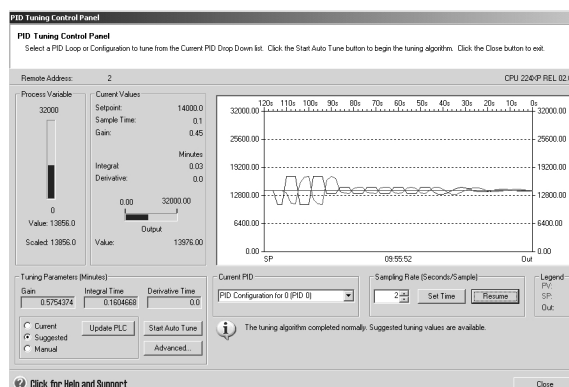 PID Tuning Control Panel
PID Tuning Control Panel
Select a PID Loop or Configuration to tune from the Current PID Drop Down list. Click the Start Auto Tune button to begin the tuning algorithm. Click the Close button to exit.
Remote Address: 2 CPU 224XP REL 02.0
Process Variable
32000
0
Value: 13856.0
Scaled: 13856.0
Current Values
Setpoint: 14000.0
Sample Time: 0.1
Gain: 0.45
Minutes
Integral: 0.03
Derivative: 0.0
0.00 32000.00
Output
Value: 13976.00
120s 110s 100s 90s 80s 70s 60s 50s 40s 30s 20s 10s 0s
32000.00 32000.00
25600.00 25600.00
19200.00 19200.00
12800.00 12800.00
6400.00 6400.00
0.00 0.00
SP 09:55:52 Out
Tuning Parameters (Minutes)
Gain Integral Time Derivative Time
0.5754374 0.1604668 0.0
Current
Suggested
Manual
Update PLC
Start Auto Tune
Advanced...
Current PID
PID Configuration for 0 (PID 0)
Sampling Rate (Seconds/Sample)
2 Set Time Resume
Legend
PV:
SP:
Out:
The tuning algorithm completed normally. Suggested tuning values are available.
Click for Help and Support
Close